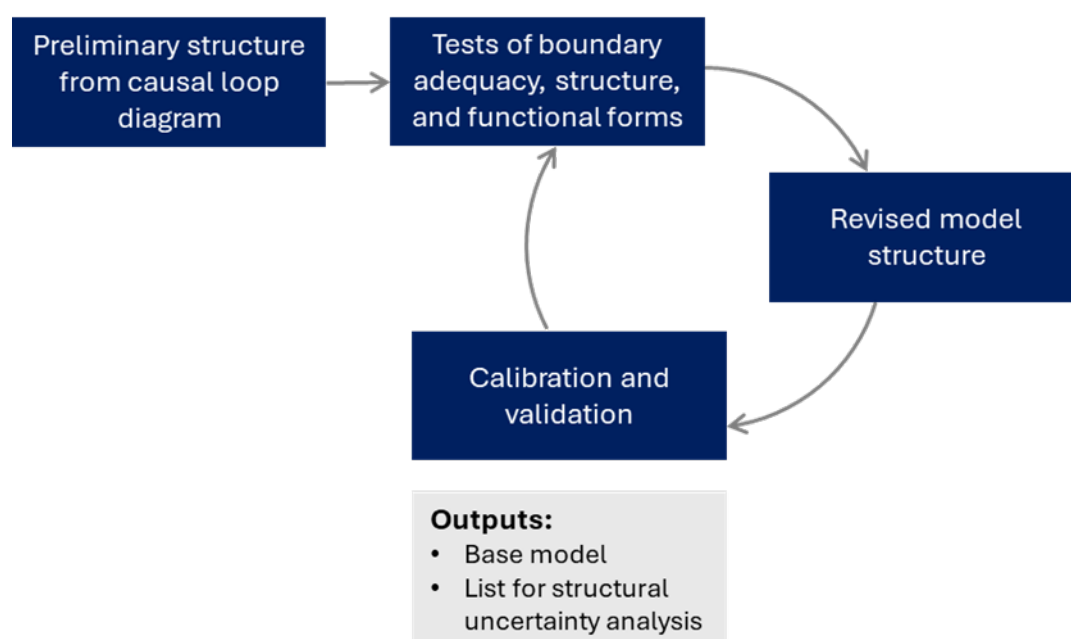 Preliminary structure
from causal loop
diagram
Tests of boundary
adequacy, structure,
and functional forms
Revised model
structure
Calibration and
validation
Outputs:
• Base model
• List for structural
uncertainty analysis